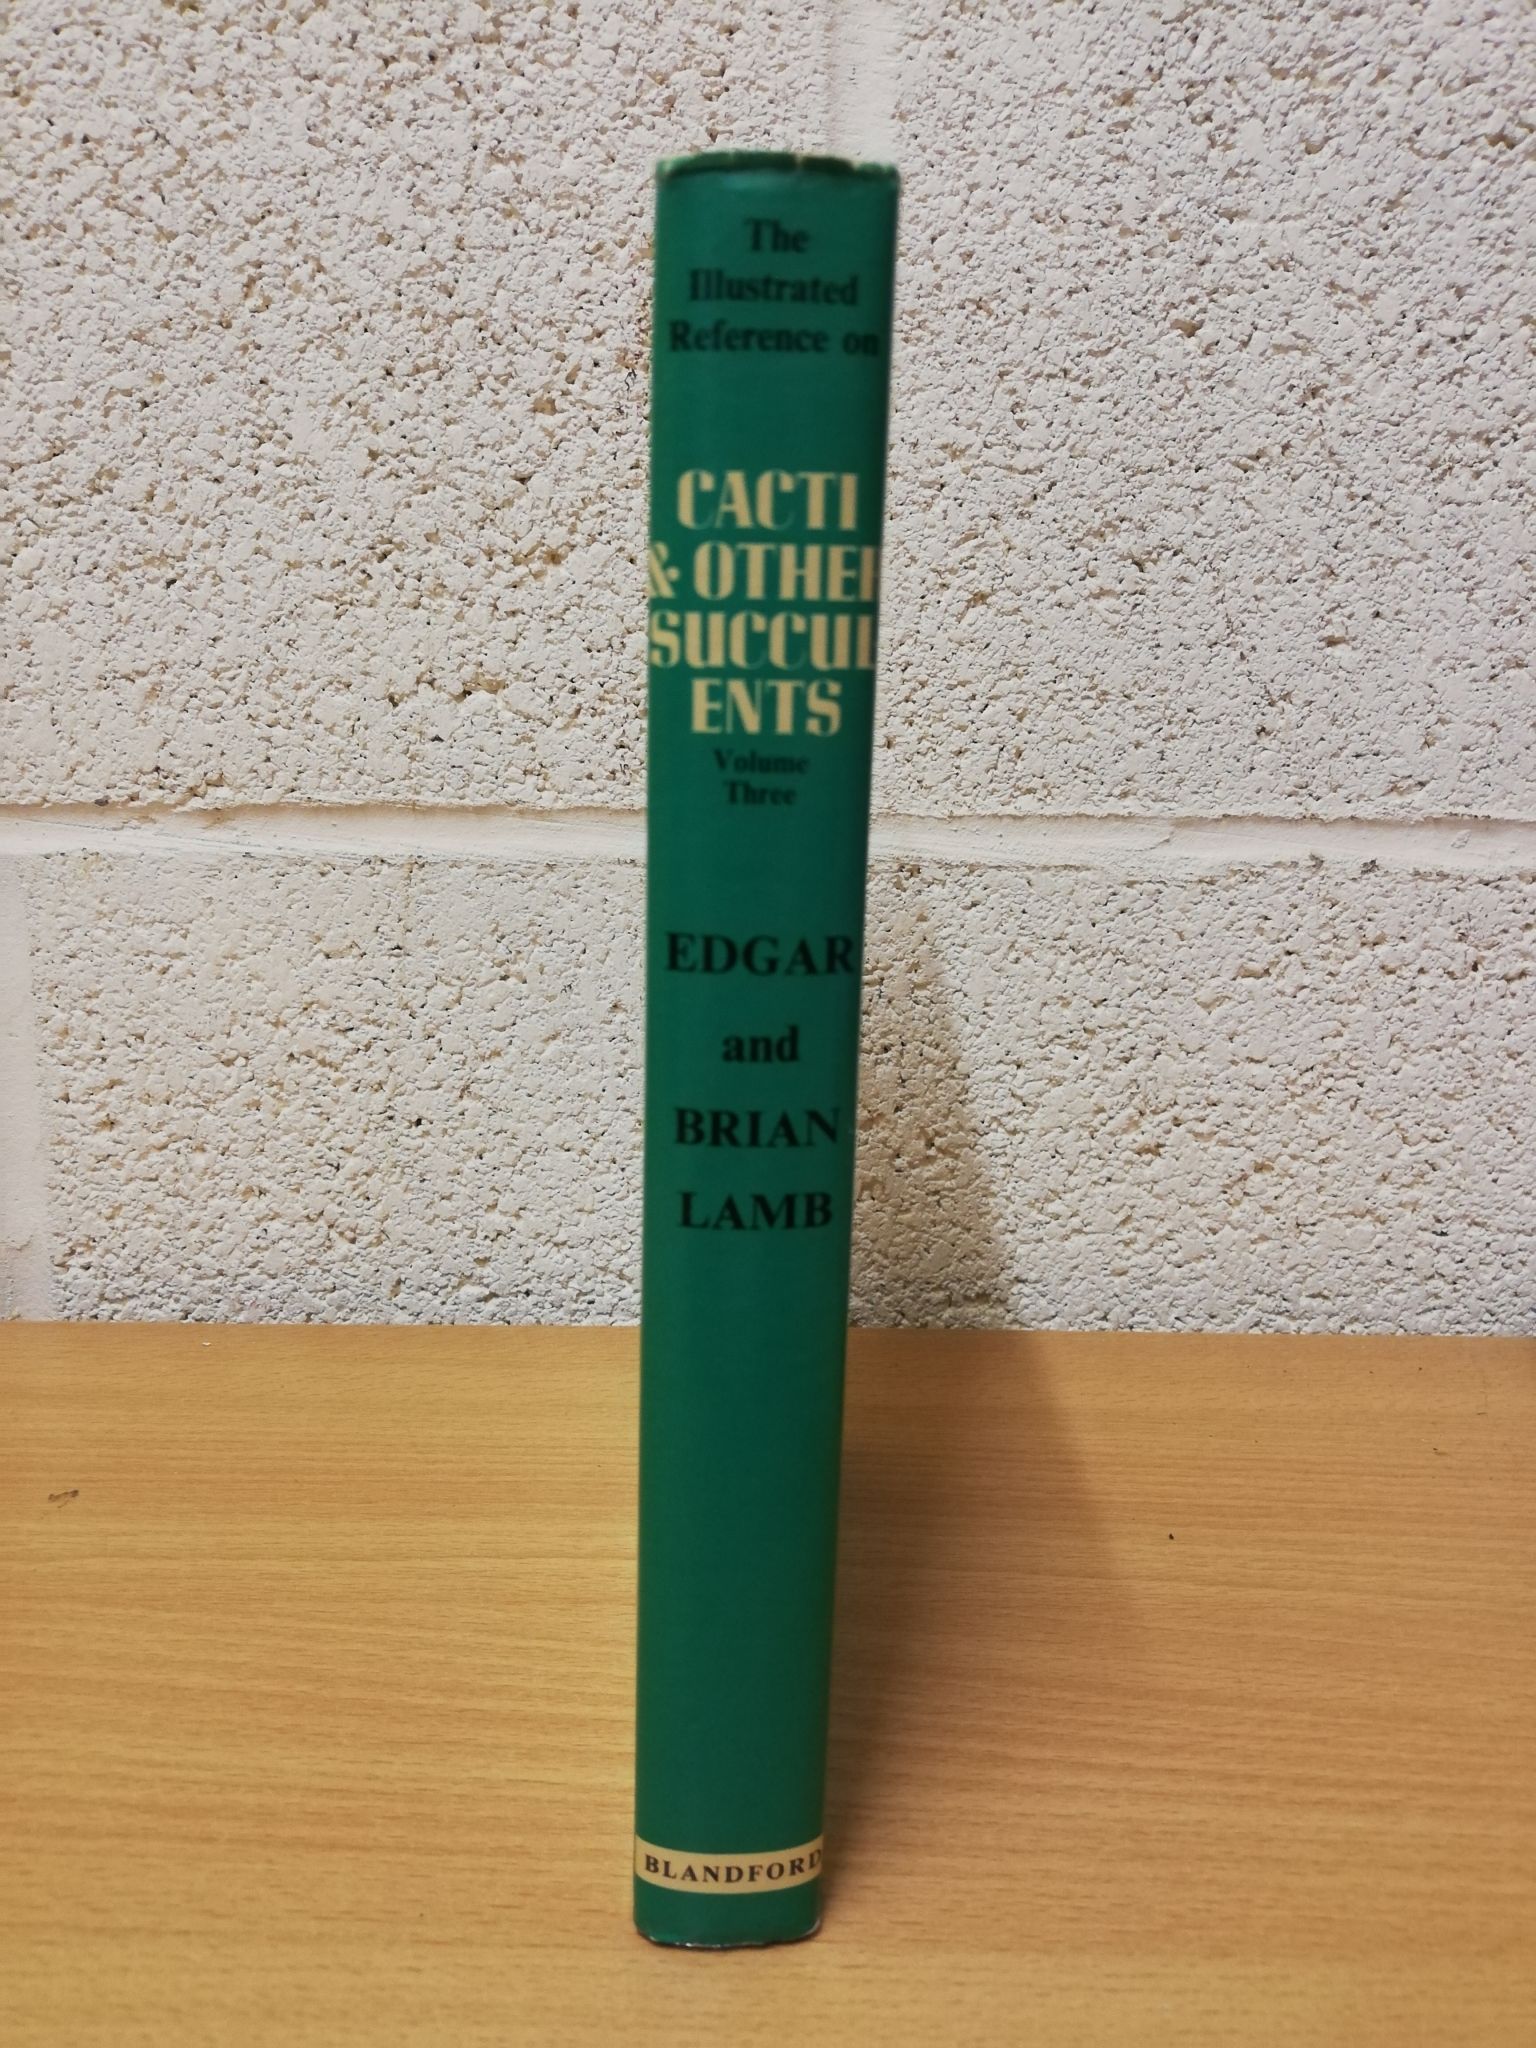 The
Illustrated
Reference on
CACTI
& OTHER
SUCCUL
ENTS
Volume
Three
EDGAR
and
BRIAN
LAMB
BLANDFORD